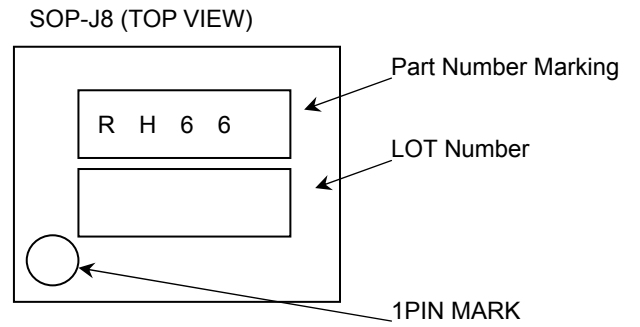 SOP-J8 (TOP VIEW)
Part Number Marking
R H 6 6
LOT Number
1PIN MARK